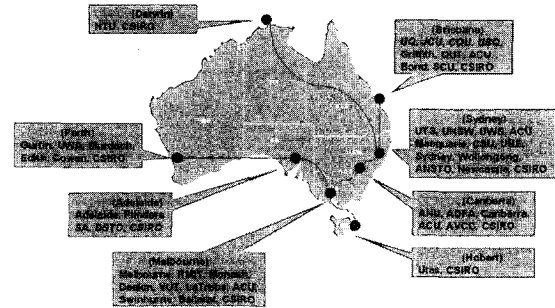 (Darwin)
NTU, CSIRO
(Brisbane)
UQ, JCU, CQU, USQ
Griffith, QUT, ACU
Bond, SCU, CSIRO
(Perth)
Curtin, UWA, Murdoch
Edith, Cowan, CSIRO
(Sydney)
UTS, UNSW, UWS, ACU
Macquarie, CSU, UNE,
Sydney, Wollongong,
ANSTO, Newcastle, CSIRO
(Adelaide)
Adelaide, Flinders
SA, DSTO, CSIRO
(Canberra)
ANU, ADFA, Canberra,
ACU, AVCC, CSIRO
(Melbourne)
Melbourne, RMIT, Monash,
Deakin, VUT, LaTrobe, ACU,
Swinburne, Ballarat, CSIRO
(Hobart)
Utas, CSIRO